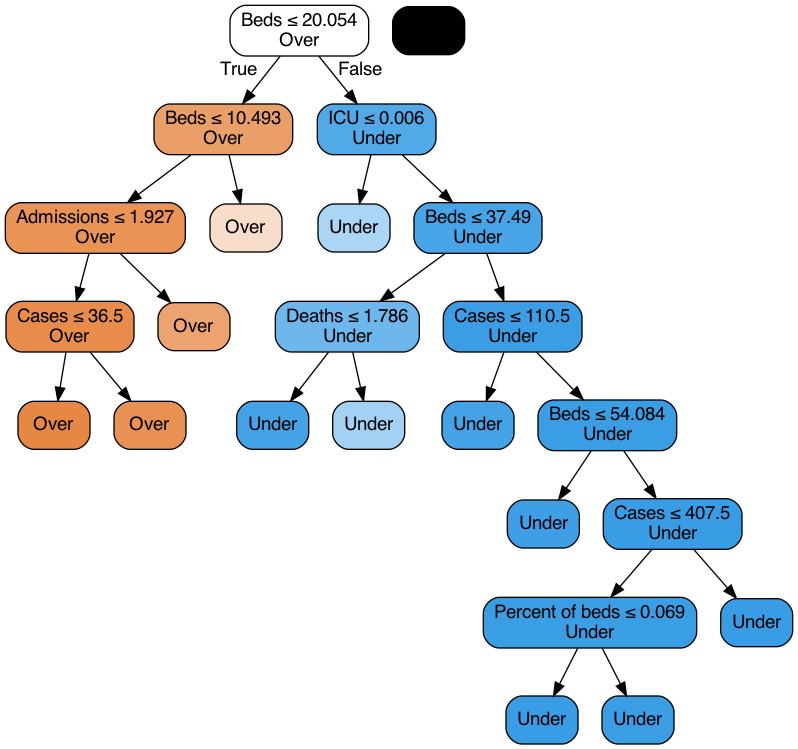 Beds ≤ 20.054
Over
True
False
Beds ≤ 10.493
Over
ICU ≤ 0.006
Under
Admissions ≤ 1.927
Over
Over
Under
Beds ≤ 37.49
Under
Cases ≤ 36.5
Over
Over
Deaths ≤ 1.786
Under
Cases ≤ 110.5
Under
Over
Over
Under
Under
Under
Beds ≤ 54.084
Under
Under
Cases ≤ 407.5
Under
Percent of beds ≤ 0.069
Under
Under
Under
Under